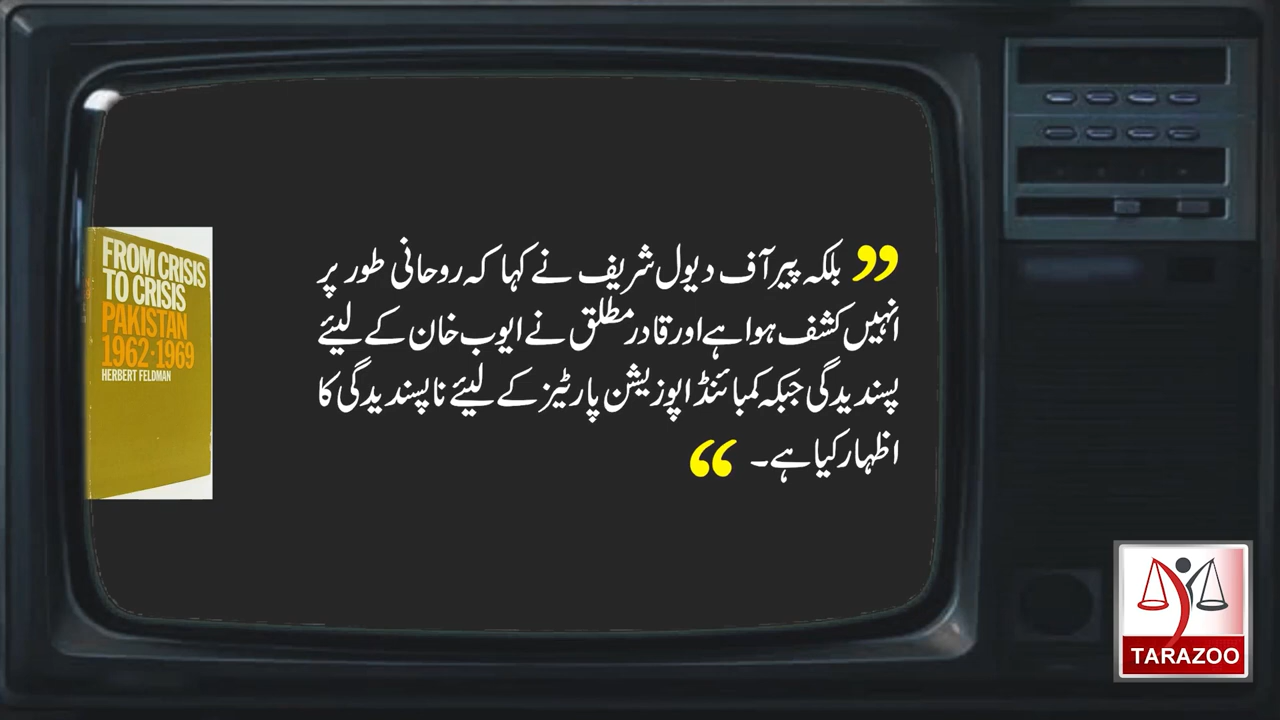 FROM CRISIS
TO CRISIS
PAKISTAN
1962-1969
HERBERT FELDMAN
” بلکہ پیر آف دیول شریف نے کہا کہ روحانی طور پر
انہیں کشف ہوا ہے اور قادر مطلق نے ایوب خان کے لیئے
پسندیدگی جبکہ کمبائنڈ اپوزیشن پارٹیز کے لیئے ناپسندیدگی کا
اظہار کیا ہے۔ “
TARAZOO